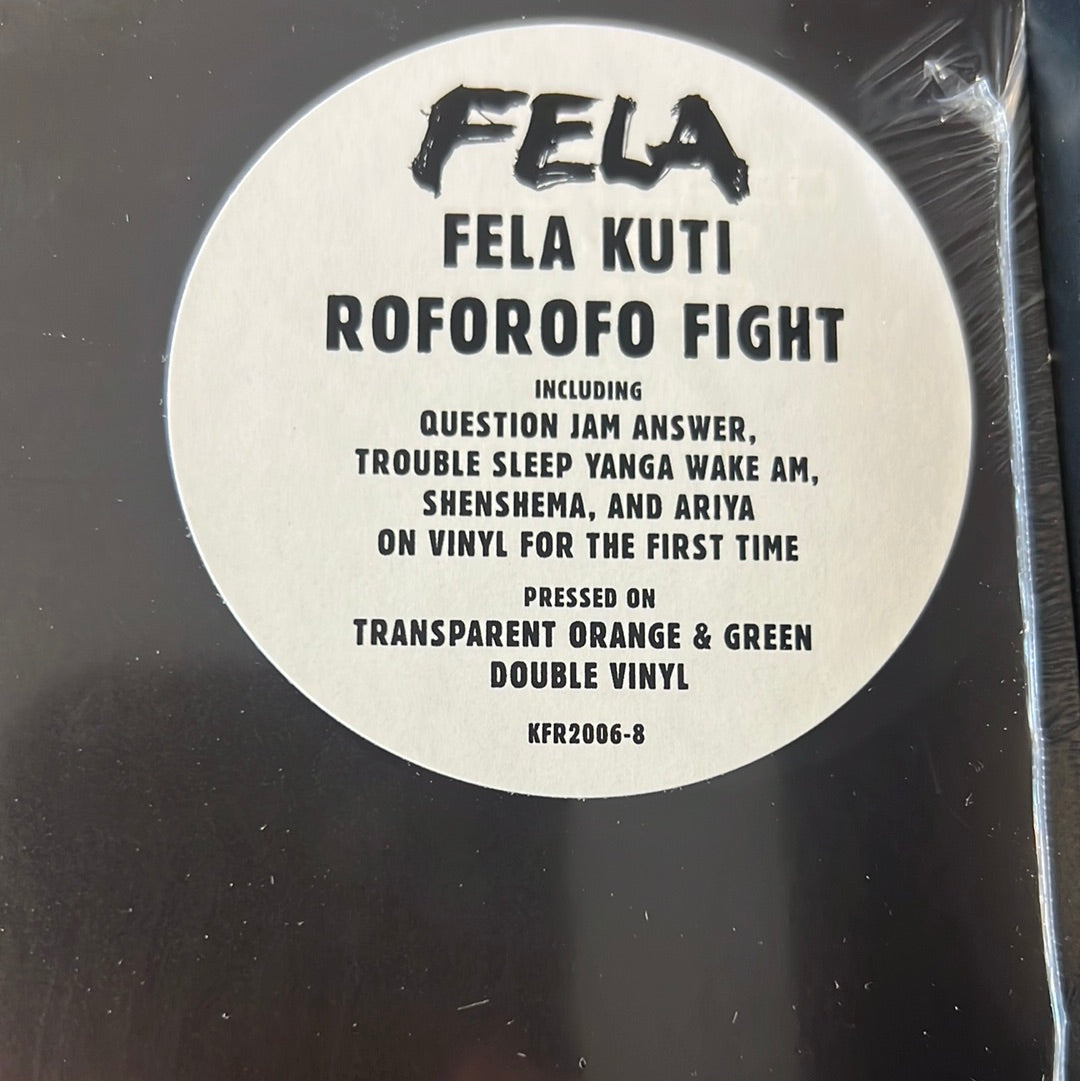 FELA
FELA KUTI
ROFOROFO FIGHT
INCLUDING
QUESTION JAM ANSWER,
TROUBLE SLEEP YANGA WAKE AM,
SHENSHEMA, AND ARIYA
ON VINYL FOR THE FIRST TIME
PRESSED ON
TRANSPARENT ORANGE & GREEN
DOUBLE VINYL
KFR2006-8